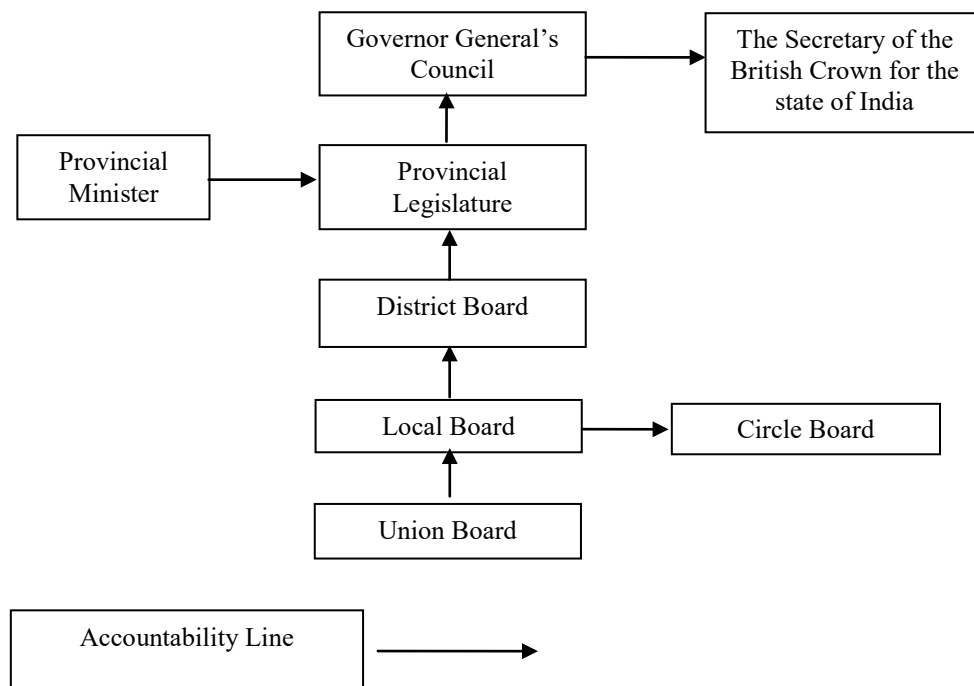 Governor General’s
Council
The Secretary of the
British Crown for the
state of India
Provincial
Minister
Provincial
Legislature
District Board
Local Board
Circle Board
Union Board
Accountability Line